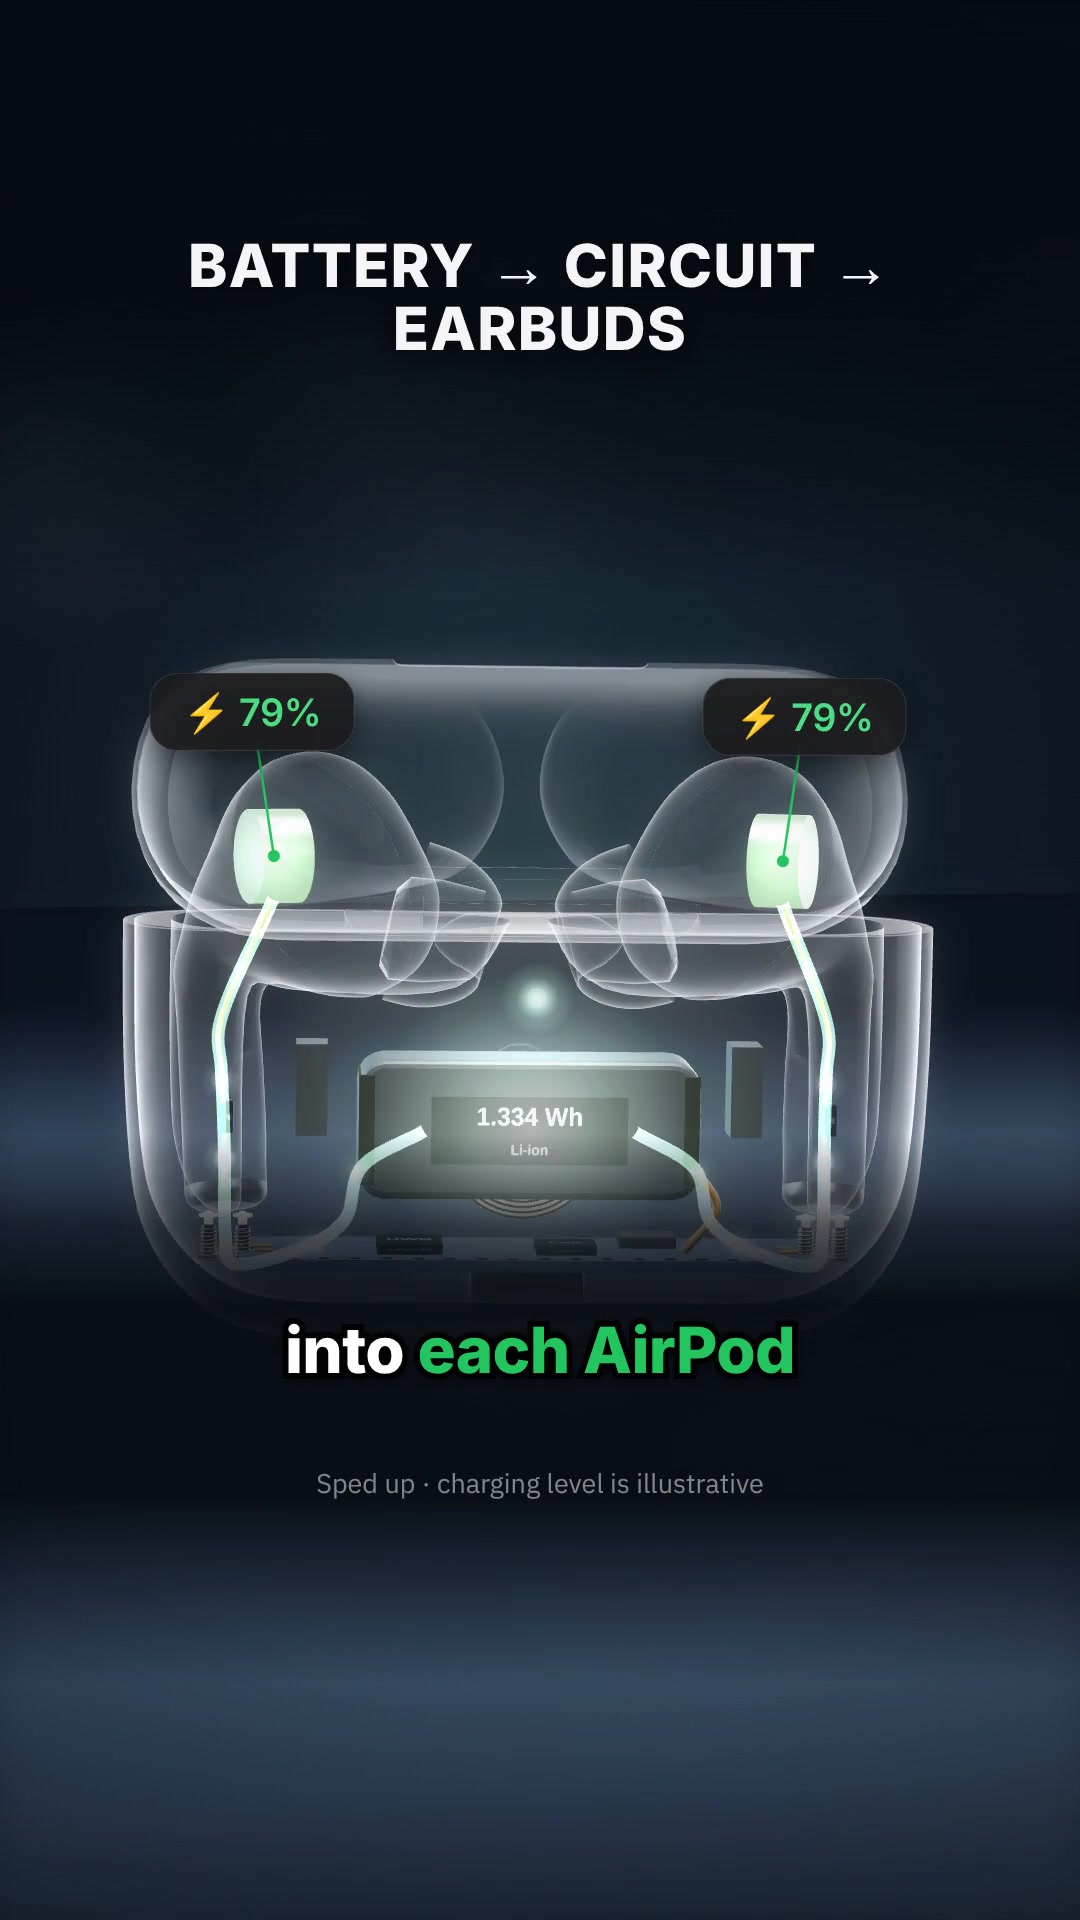 BATTERY → CIRCUIT →
EARBUDS
⚡ 79%
⚡ 79%
1.334 Wh
Li-ion
into each AirPod
Sped up · charging level is illustrative